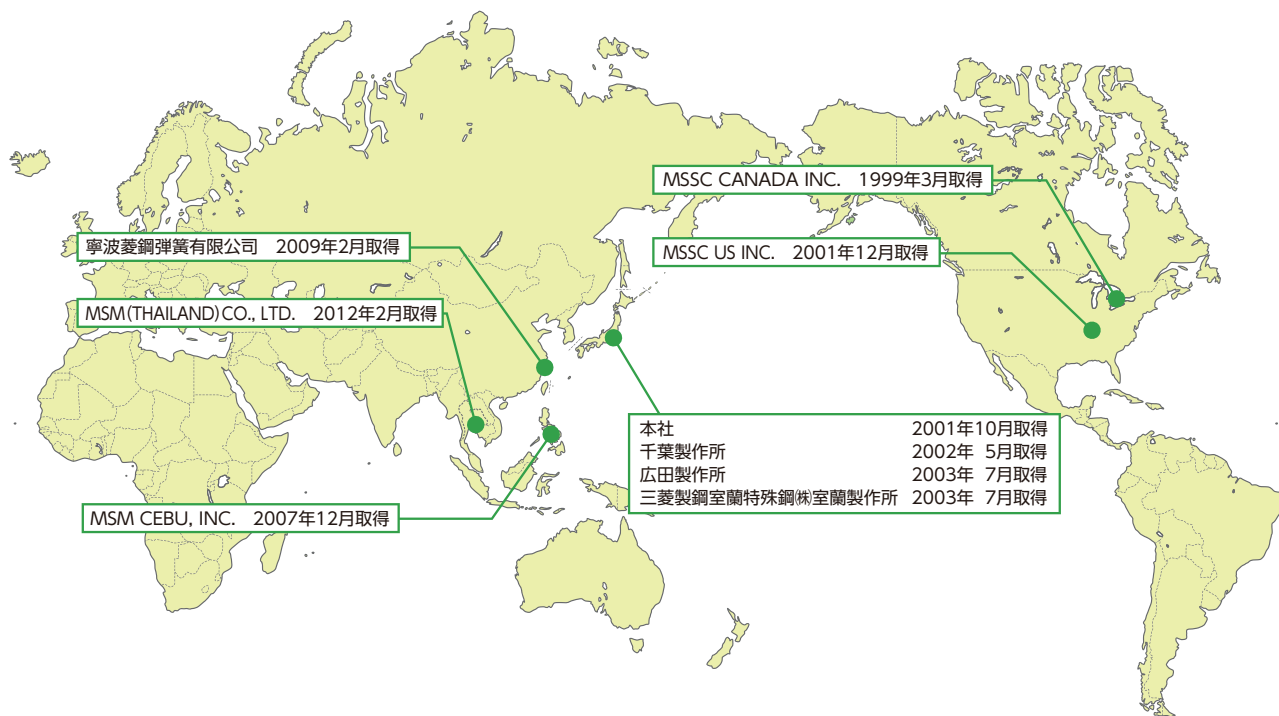 MSSC CANADA INC. 1999年3月取得
寧波菱鋼弾簧有限公司 2009年2月取得
MSSC US INC. 2001年12月取得
MSM(THAILAND)CO., LTD. 2012年2月取得
本社 2001年10月取得
千葉製作所 2002年 5月取得
広田製作所 2003年 7月取得
三菱製鋼室蘭特殊鋼㈱室蘭製作所 2003年 7月取得
MSM CEBU, INC. 2007年12月取得